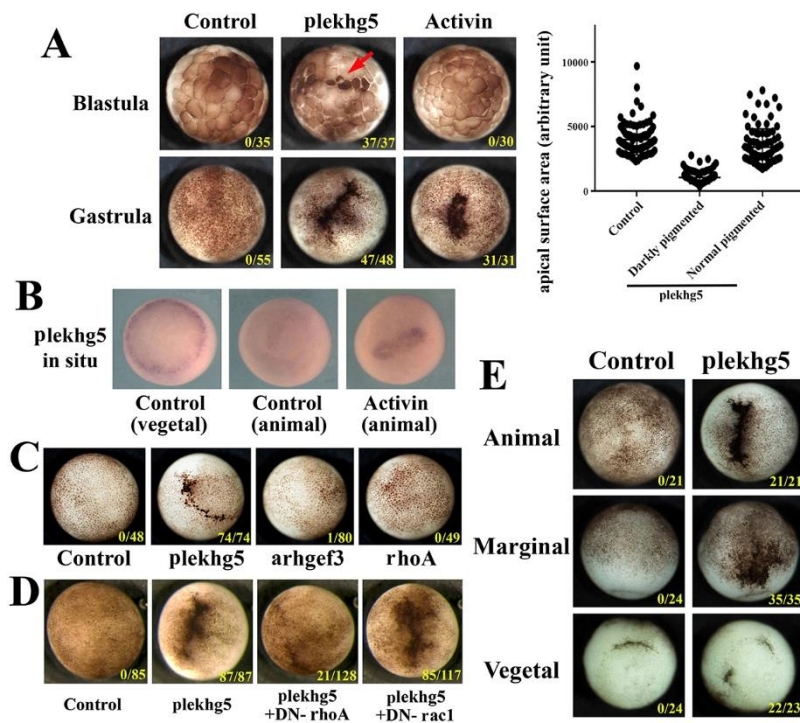 A
Control plekhg5 Activin
Blastula
0/35 37/37 0/30
Gastrula
0/55 47/48 31/31
apical surface area (arbitrary unit)
10000
5000
0
Control
Darkly pigmented
Normal pigmented
plekhg5
B
plekhg5
in situ
Control
(vegetal)
Control
(animal)
Activin
(animal)
C
0/48 74/74 1/80 0/49
Control plekhg5 arhgef3 rhoA
D
0/85 87/87 21/128 85/117
Control
plekhg5
plekhg5
+DN- rhoA
plekhg5
+DN- rac1
E
Control plekhg5
Animal
0/21 21/21
Marginal
0/24 35/35
Vegetal
0/24 22/23